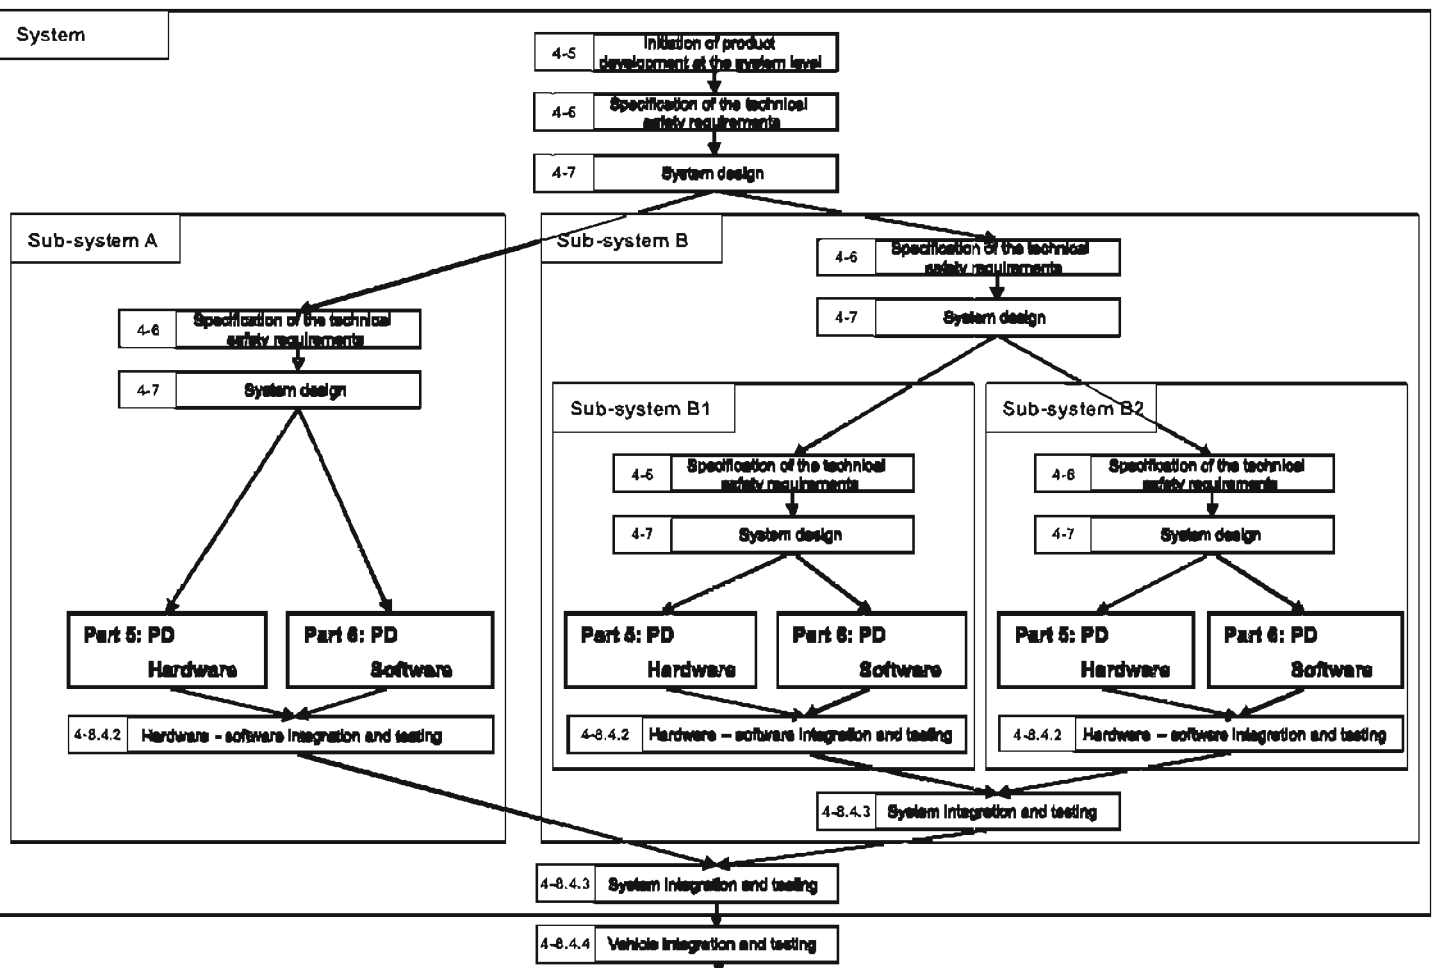 System
4-5
Initiation of product
development at the system level
4-6
Specification of the technical
safety requirements
4-7
System design
Sub-system A
Sub-system B
4-6
Specification of the technical
safety requirements
4-7
System design
4-6
Specification of the technical
safety requirements
4-7
System design
Sub-system B1
Sub-system B2
4-6
Specification of the technical
safety requirements
4-7
System design
4-6
Specification of the technical
safety requirements
4-7
System design
Part 5: PD
Hardware
Part 6: PD
Software
Part 5: PD
Hardware
Part 6: PD
Software
Part 5: PD
Hardware
Part 6: PD
Software
4-8.4.2
Hardware – software integration and testing
4-8.4.2
Hardware – software integration and testing
4-8.4.2
Hardware – software integration and testing
4-8.4.3
System integration and testing
4-8.4.3
System integration and testing
4-8.4.4
Vehicle integration and testing